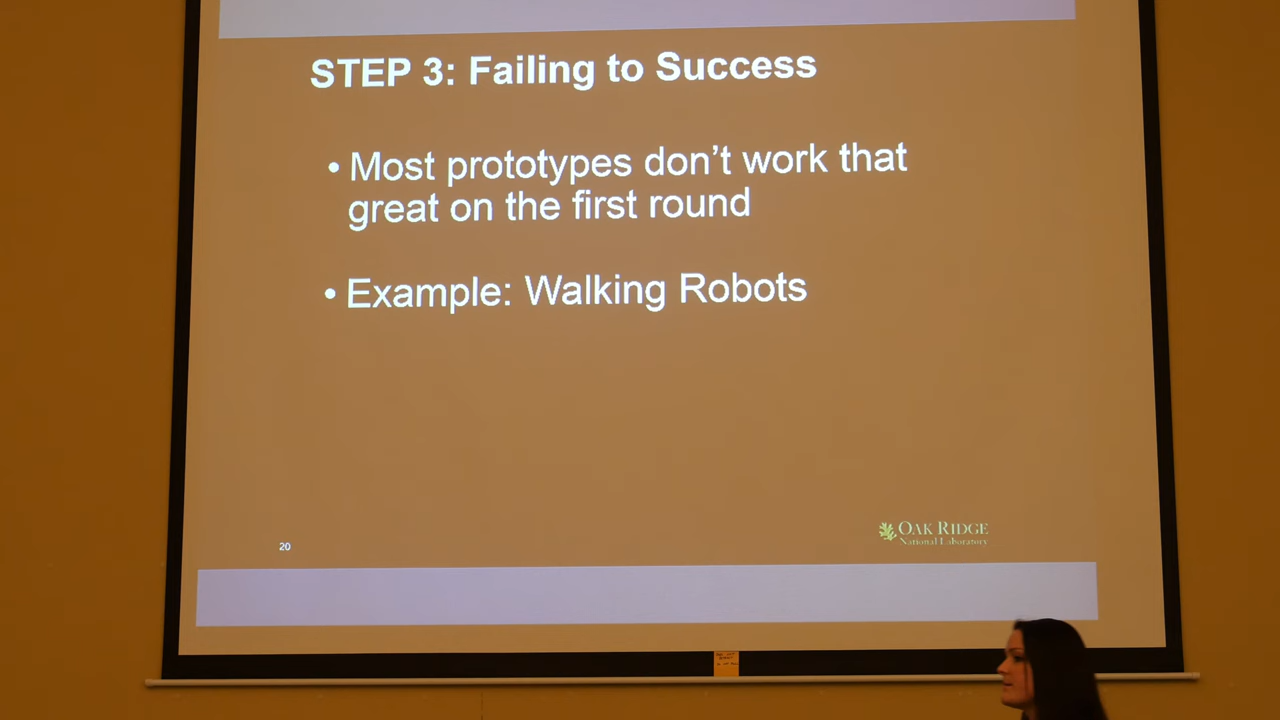 STEP 3: Failing to Success
• Most prototypes don't work that
great on the first round
• Example: Walking Robots
20
OAK RIDGE
National Laboratory